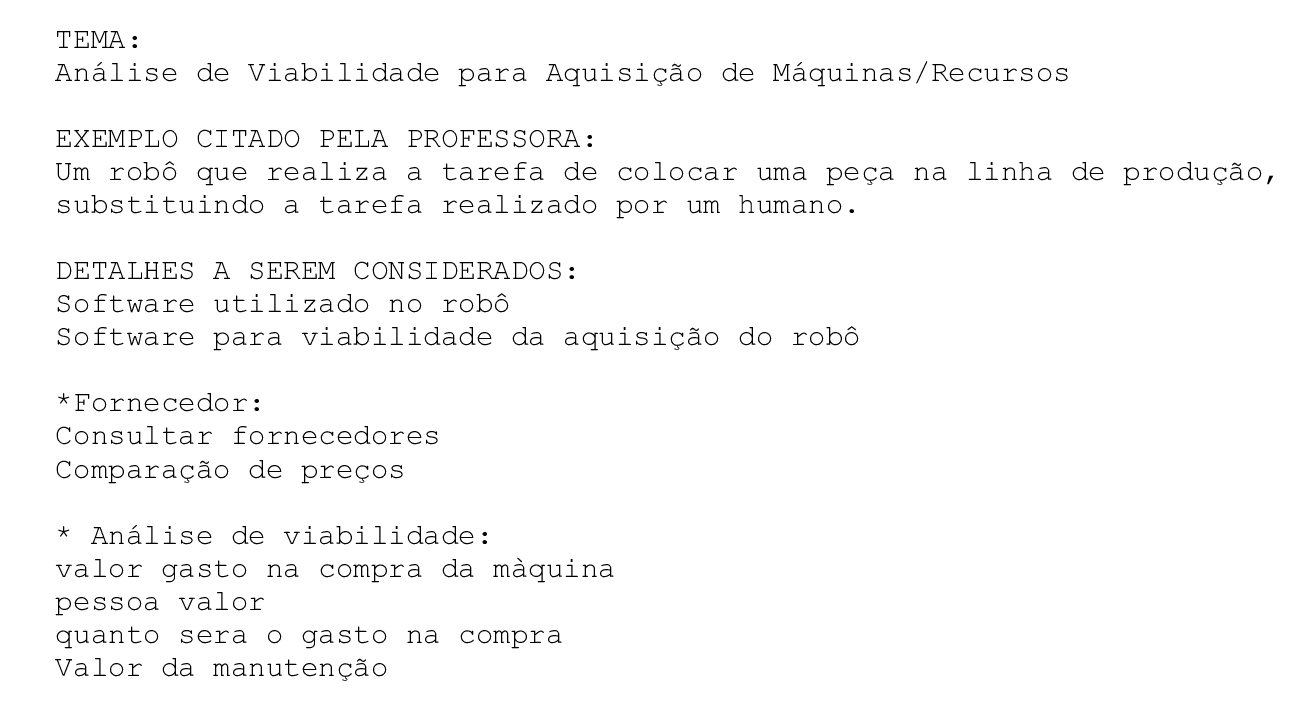 TEMA:
Análise de Viabilidade para Aquisição de Máquinas/Recursos
EXEMPLO CITADO PELA PROFESSORA:
Um robô que realiza a tarefa de colocar uma peça na linha de produção,
substituindo a tarefa realizado por um humano.
DETALHES A SEREM CONSIDERADOS:
Software utilizado no robô
Software para viabilidade da aquisição do robô
*Fornecedor:
Consultar fornecedores
Comparação de preços
* Análise de viabilidade:
valor gasto na compra da màquina
pessoa valor
quanto sera o gasto na compra
Valor da manutenção